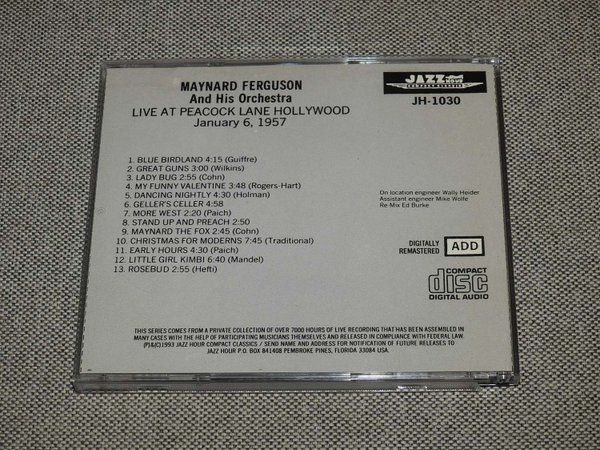 MAYNARD FERGUSON
And His Orchestra
LIVE AT PEACOCK LANE HOLLYWOOD
January 6, 1957
JAZZ HOUR
COMPACT CLASSICS
JH-1030
1. BLUE BIRDLAND 4:15 (Guiffre)
2. GREAT GUNS 3:00 (Wilkins)
3. LADY BUG 2:55 (Cohn)
4. MY FUNNY VALENTINE 3:48 (Rogers-Hart)
5. DANCING NIGHTLY 4:30 (Holman)
6. GELLER'S CELLER 4:58
7. MORE WEST 2:20 (Paich)
8. STAND UP AND PREACH 2:50
9. MAYNARD THE FOX 2:45 (Cohn)
10. CHRISTMAS FOR MODERNS 7:45 (Traditional)
11. EARLY HOURS 4:30 (Paich)
12. LITTLE GIRL KIMBI 6:40 (Mandel)
13. ROSEBUD 2:55 (Hefti)
On location engineer Wally Heider
Assistant engineer Mike Wolfe
Re-Mix Ed Burke
DIGITALLY
REMASTERED
ADD
COMPACT
disc
DIGITAL AUDIO
THIS SERIES COMES FROM A PRIVATE COLLECTION OF OVER 7000 HOURS OF LIVE RECORDING THAT HAS BEEN ASSEMBLED IN
MANY CASES WITH THE HELP OF PARTICIPATING MUSICIANS THEMSELVES AND RELEASED IN COMPLIANCE WITH FEDERAL LAW.
(P)&(C)1993 JAZZ HOUR COMPACT CLASSICS / SEND NAME AND ADDRESS FOR NOTIFICATION OF FUTURE RELEASES TO
JAZZ HOUR P.O. BOX 841408 PEMBROKE PINES, FLORIDA 33084 USA.